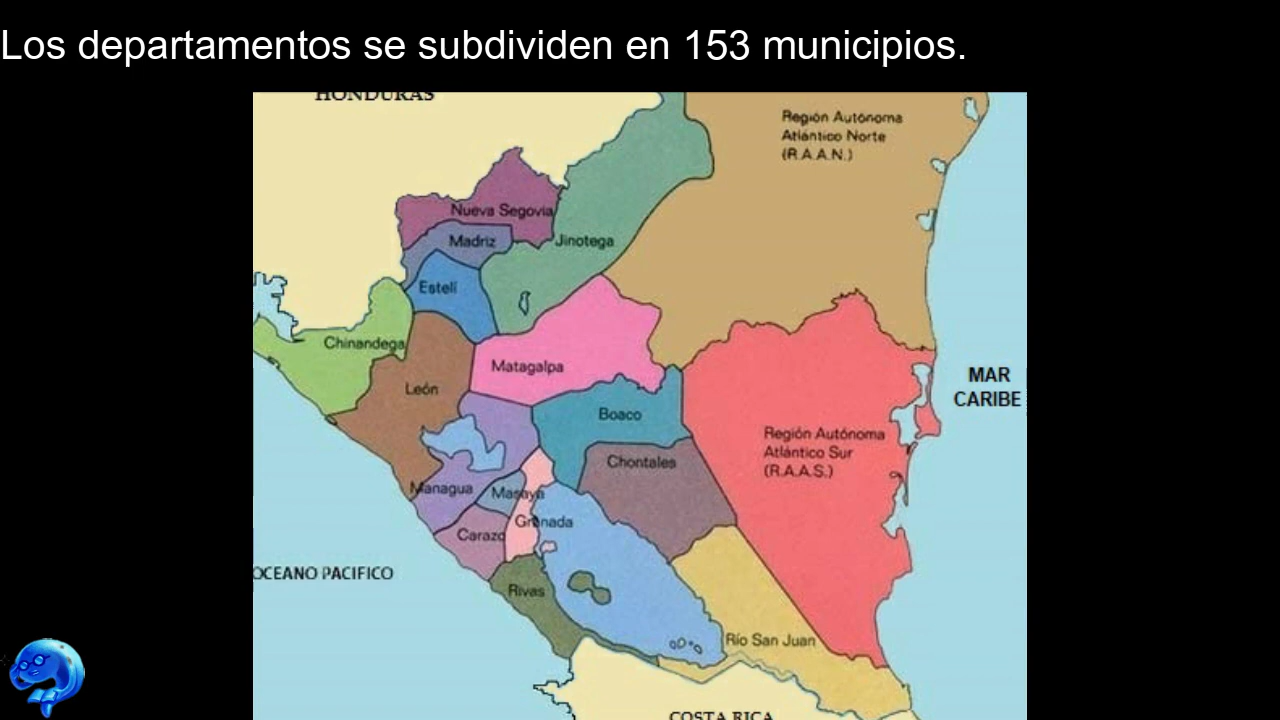 Los departamentos se subdividen en 153 municipios.
HONDURAS
Región Autónoma
Atlántico Norte
(R.A.A.N.)
Nueva Segovia
Madriz
Jinotega
Estelí
Chinandega
Matagalpa
León
MAR
CARIBE
Boaco
Región Autónoma
Atlántico Sur
(R.A.A.S.)
Chontales
Managua
Masaya
Granada
Carazo
OCEANO PACIFICO
Rivas
Río San Juan
COSTA RICA